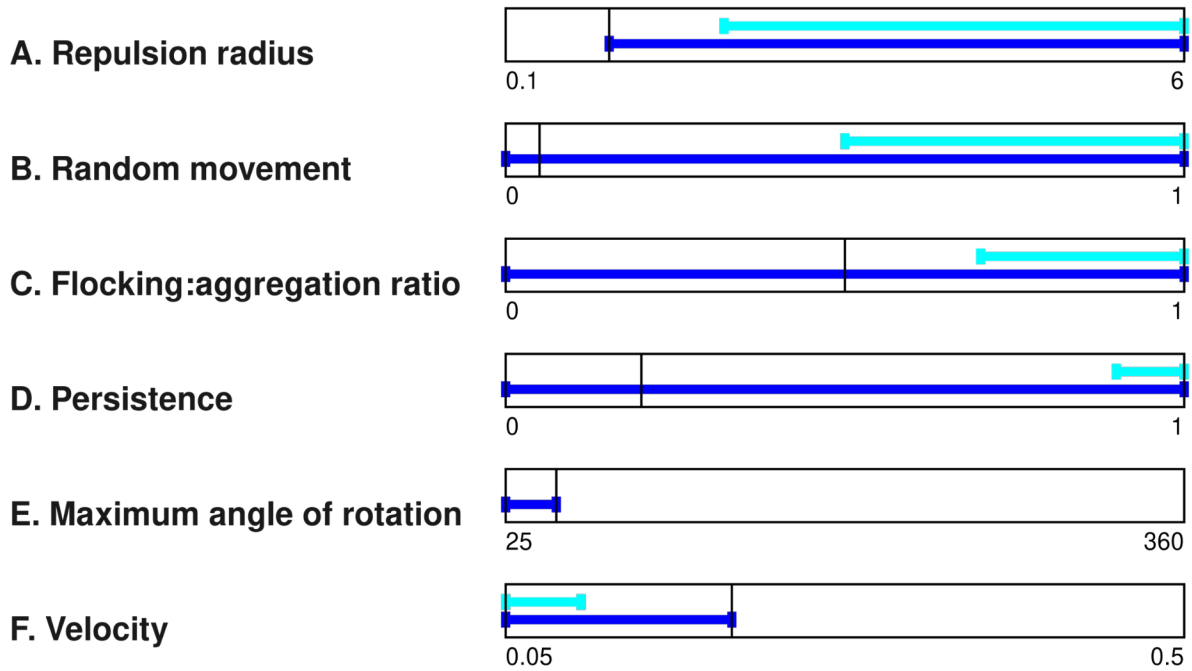 A. Repulsion radius
0.1 6
B. Random movement
0 1
C. Flocking:aggregation ratio
0 1
D. Persistence
0 1
E. Maximum angle of rotation
25 360
F. Velocity
0.05 0.5